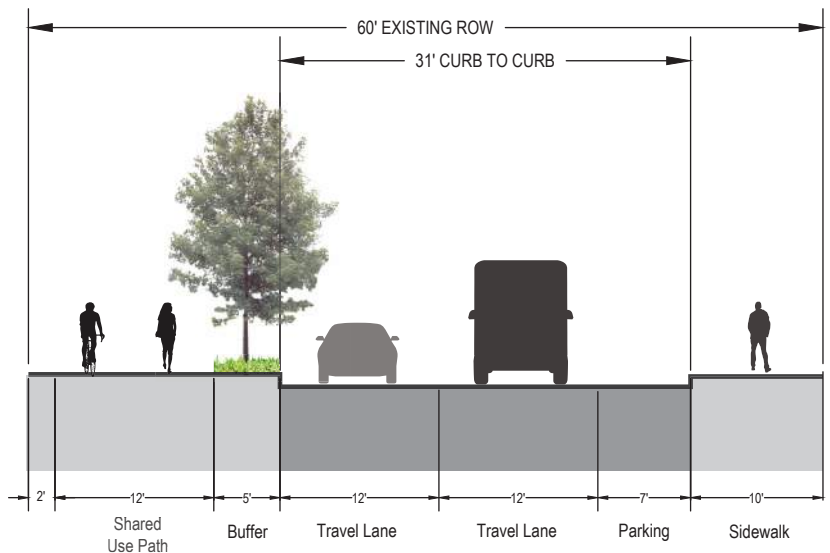 60' EXISTING ROW
31' CURB TO CURB
2' 12' 5' 12' 12' 7' 10'
Shared
Use Path
Buffer
Travel Lane
Travel Lane
Parking
Sidewalk